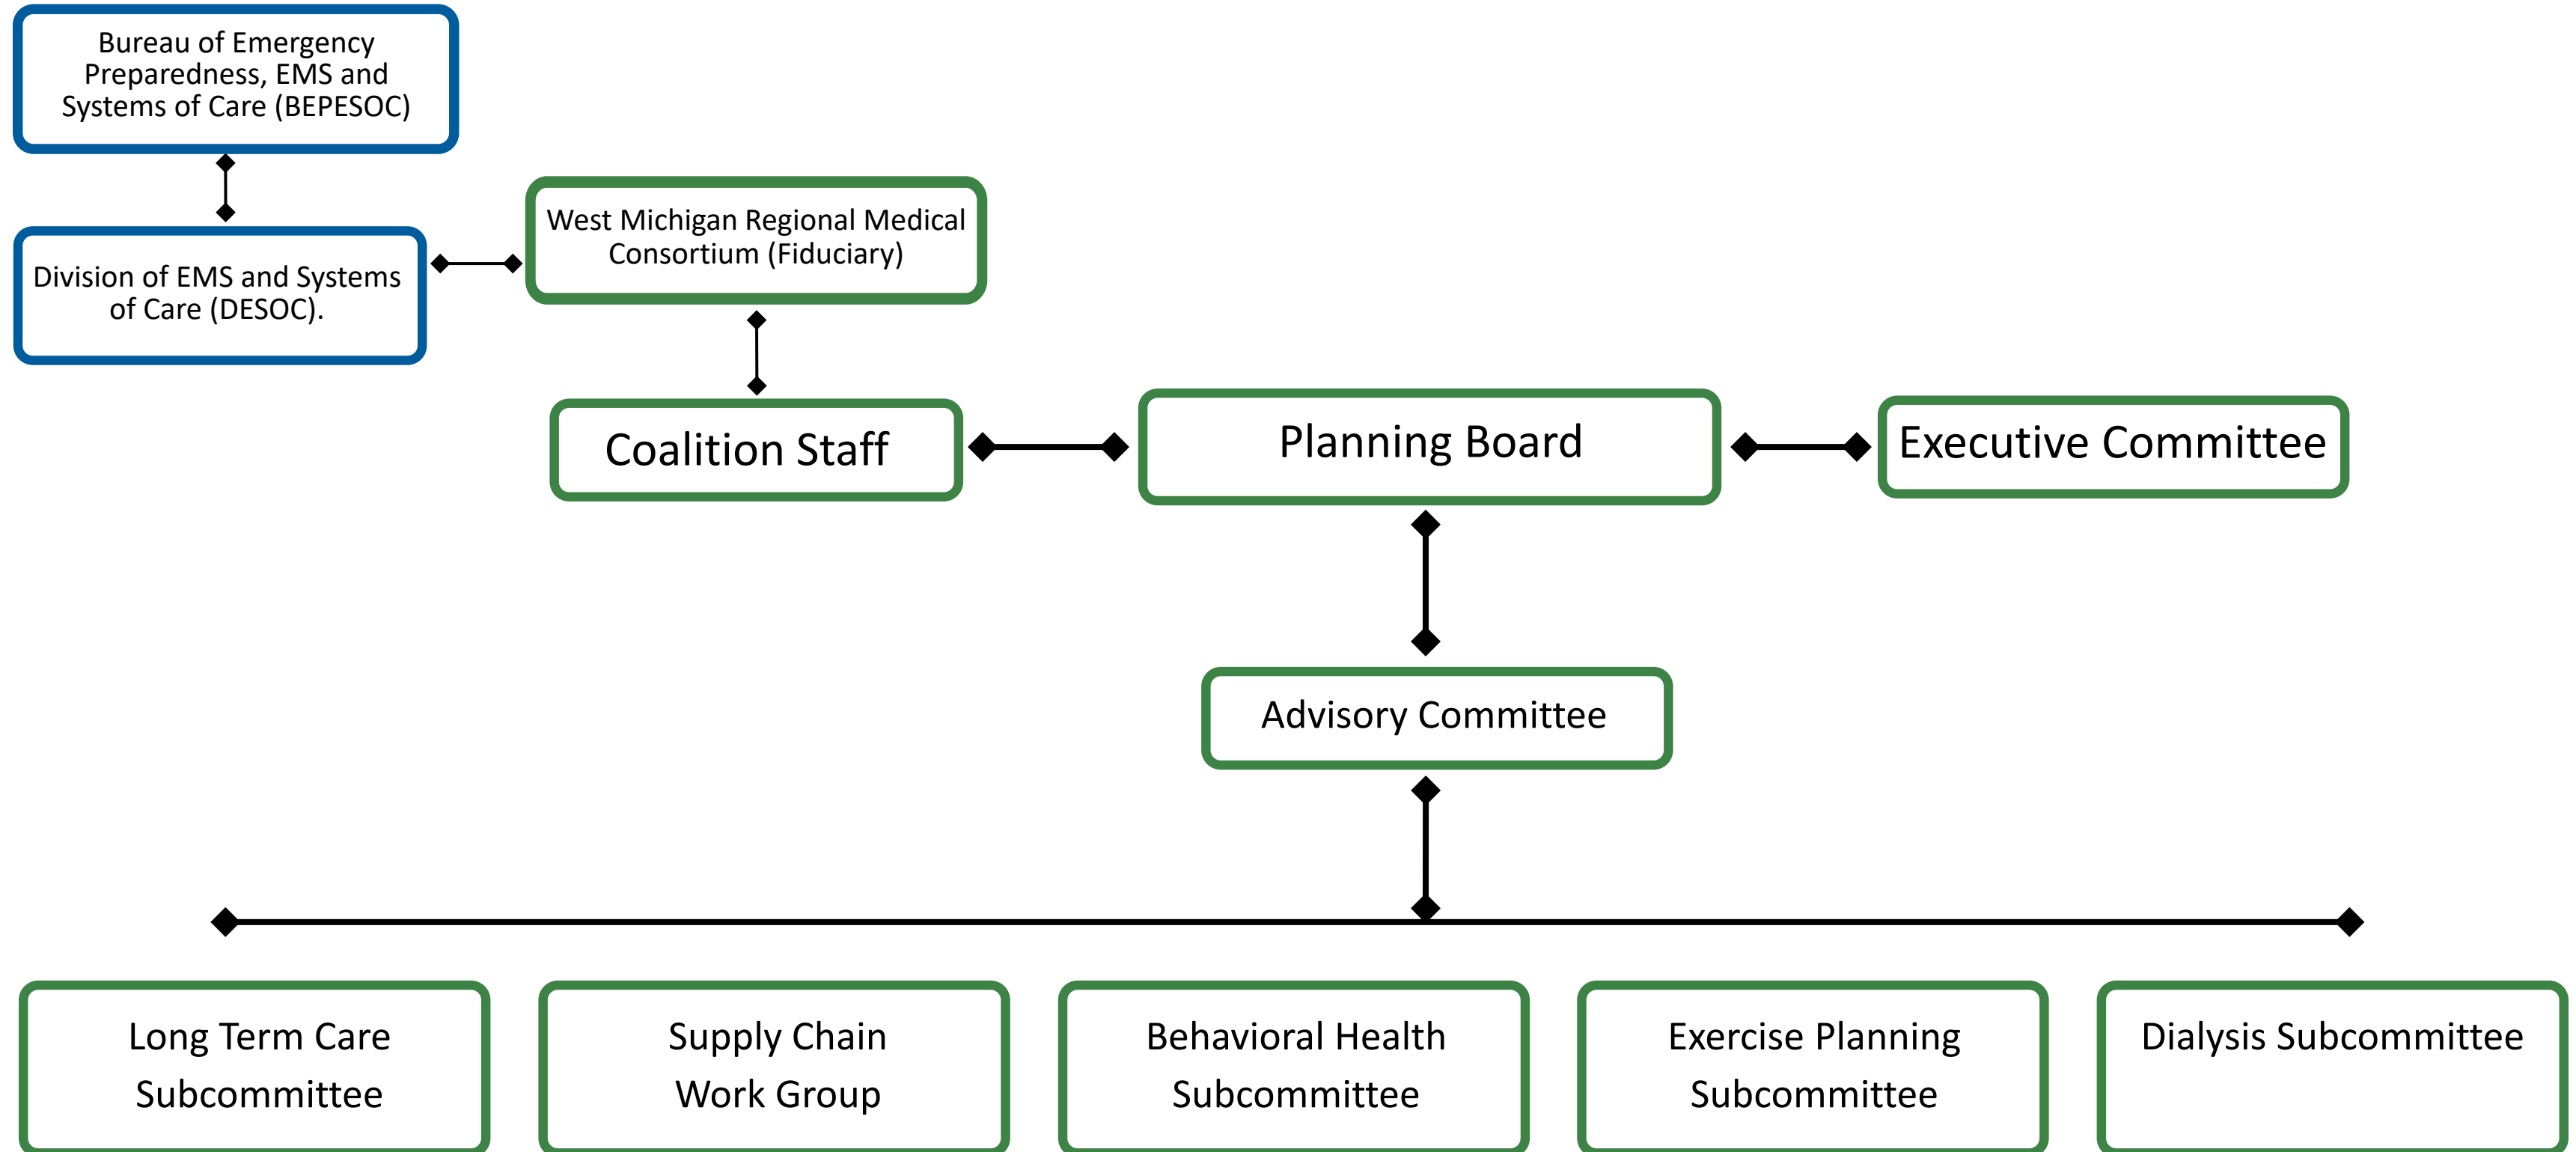 Bureau of Emergency
Preparedness, EMS and
Systems of Care (BEPESOC)
Division of EMS and Systems
of Care (DESOC).
West Michigan Regional Medical
Consortium (Fiduciary)
Coalition Staff
Planning Board
Executive Committee
Advisory Committee
Long Term Care
Subcommittee
Supply Chain
Work Group
Behavioral Health
Subcommittee
Exercise Planning
Subcommittee
Dialysis Subcommittee